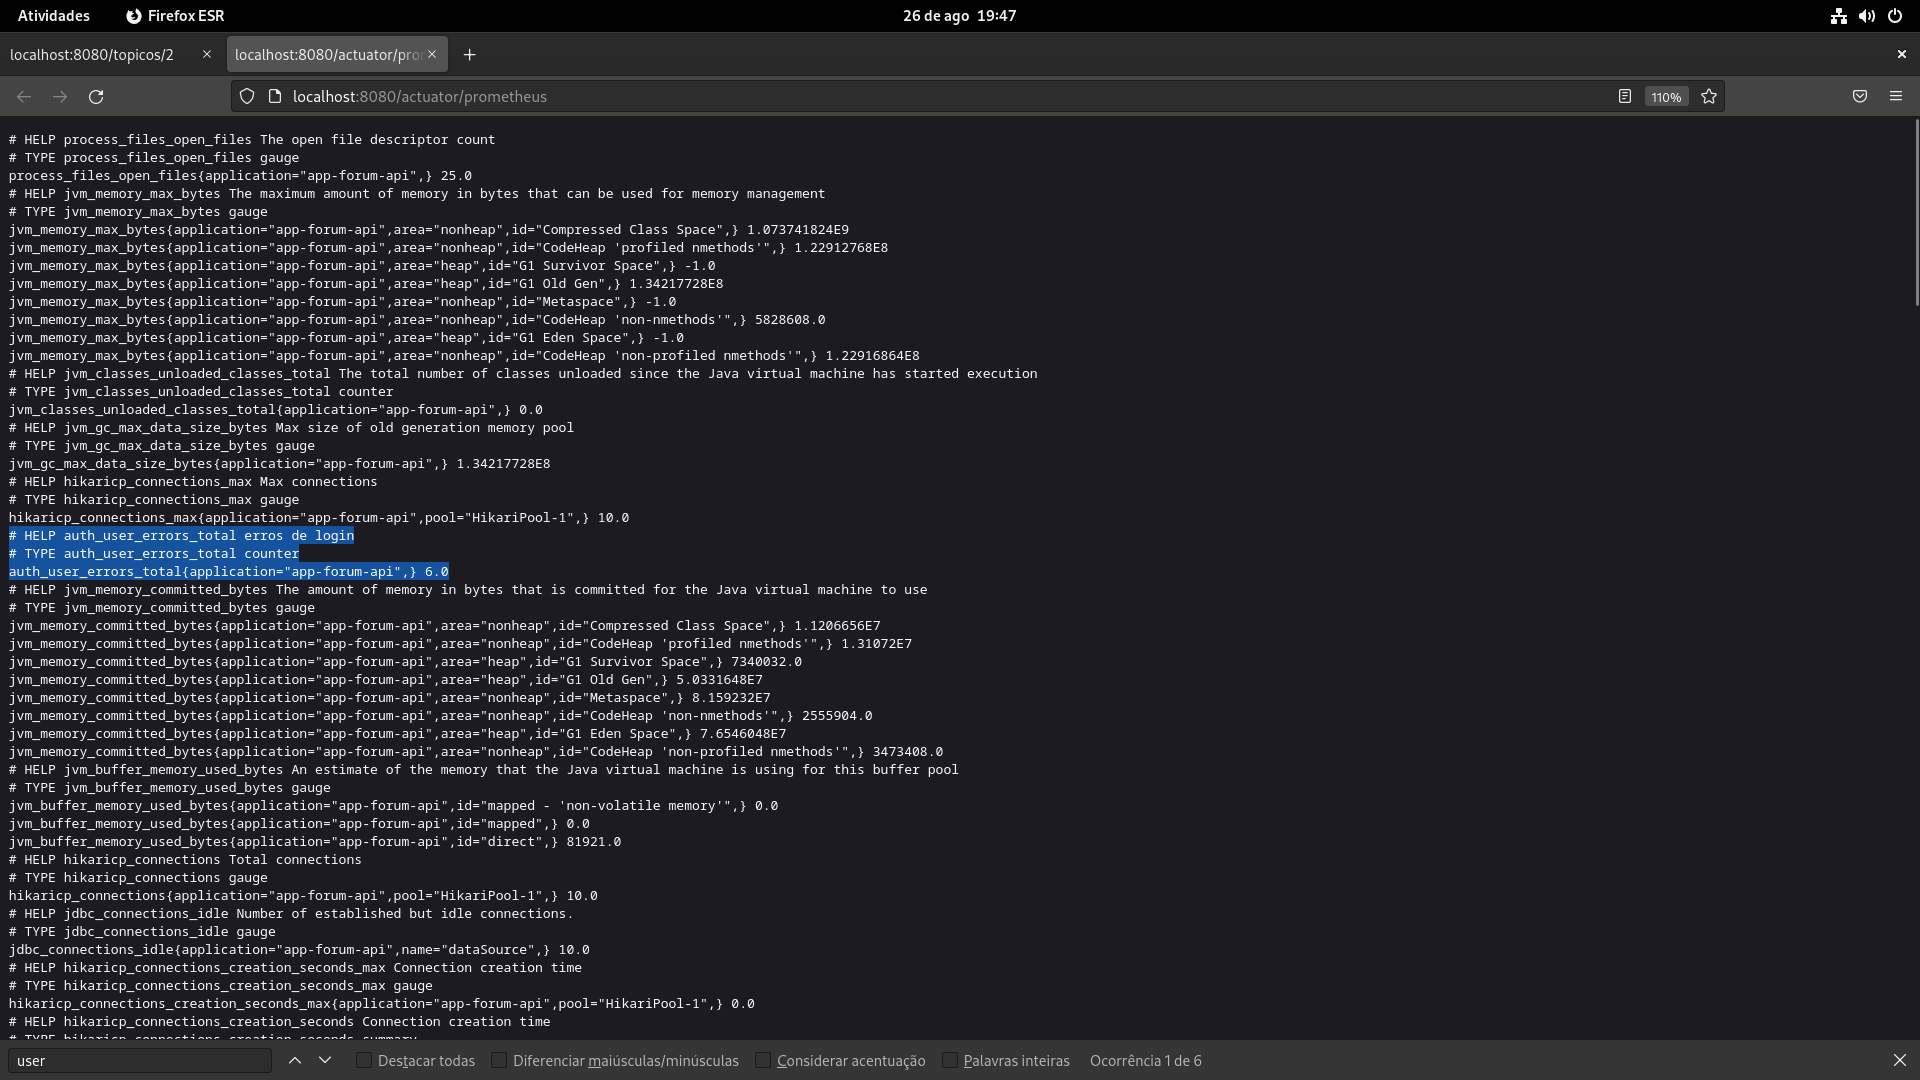 Atividades
Firefox ESR
26 de ago 19:47
localhost:8080/topicos/2
localhost:8080/actuator/pro
localhost:8080/actuator/prometheus
110%
# HELP process_files_open_files The open file descriptor count
# TYPE process_files_open_files gauge
process_files_open_files{application="app-forum-api",} 25.0
# HELP jvm_memory_max_bytes The maximum amount of memory in bytes that can be used for memory management
# TYPE jvm_memory_max_bytes gauge
jvm_memory_max_bytes{application="app-forum-api",area="nonheap",id="Compressed Class Space",} 1.073741824E9
jvm_memory_max_bytes{application="app-forum-api",area="nonheap",id="CodeHeap 'profiled nmethods'",} 1.22912768E8
jvm_memory_max_bytes{application="app-forum-api",area="heap",id="G1 Survivor Space",} -1.0
jvm_memory_max_bytes{application="app-forum-api",area="heap",id="G1 Old Gen",} 1.34217728E8
jvm_memory_max_bytes{application="app-forum-api",area="nonheap",id="Metaspace",} -1.0
jvm_memory_max_bytes{application="app-forum-api",area="nonheap",id="CodeHeap 'non-nmethods'",} 5828608.0
jvm_memory_max_bytes{application="app-forum-api",area="heap",id="G1 Eden Space",} -1.0
jvm_memory_max_bytes{application="app-forum-api",area="nonheap",id="CodeHeap 'non-profiled nmethods'",} 1.22916864E8
# HELP jvm_classes_unloaded_classes_total The total number of classes unloaded since the Java virtual machine has started execution
# TYPE jvm_classes_unloaded_classes_total counter
jvm_classes_unloaded_classes_total{application="app-forum-api",} 0.0
# HELP jvm_gc_max_data_size_bytes Max size of old generation memory pool
# TYPE jvm_gc_max_data_size_bytes gauge
jvm_gc_max_data_size_bytes{application="app-forum-api",} 1.34217728E8
# HELP hikaricp_connections_max Max connections
# TYPE hikaricp_connections_max gauge
hikaricp_connections_max{application="app-forum-api",pool="HikariPool-1",} 10.0
# HELP auth_user_errors_total erros de login
# TYPE auth_user_errors_total counter
auth_user_errors_total{application="app-forum-api",} 6.0
# HELP jvm_memory_committed_bytes The amount of memory in bytes that is committed for the Java virtual machine to use
# TYPE jvm_memory_committed_bytes gauge
jvm_memory_committed_bytes{application="app-forum-api",area="nonheap",id="Compressed Class Space",} 1.1206656E7
jvm_memory_committed_bytes{application="app-forum-api",area="nonheap",id="CodeHeap 'profiled nmethods'",} 1.31072E7
jvm_memory_committed_bytes{application="app-forum-api",area="heap",id="G1 Survivor Space",} 7340032.0
jvm_memory_committed_bytes{application="app-forum-api",area="heap",id="G1 Old Gen",} 5.0331648E7
jvm_memory_committed_bytes{application="app-forum-api",area="nonheap",id="Metaspace",} 8.159232E7
jvm_memory_committed_bytes{application="app-forum-api",area="nonheap",id="CodeHeap 'non-nmethods'",} 2555904.0
jvm_memory_committed_bytes{application="app-forum-api",area="heap",id="G1 Eden Space",} 7.6546048E7
jvm_memory_committed_bytes{application="app-forum-api",area="nonheap",id="CodeHeap 'non-profiled nmethods'",} 3473408.0
# HELP jvm_buffer_memory_used_bytes An estimate of the memory that the Java virtual machine is using for this buffer pool
# TYPE jvm_buffer_memory_used_bytes gauge
jvm_buffer_memory_used_bytes{application="app-forum-api",id="mapped - 'non-volatile memory'",} 0.0
jvm_buffer_memory_used_bytes{application="app-forum-api",id="mapped",} 0.0
jvm_buffer_memory_used_bytes{application="app-forum-api",id="direct",} 81921.0
# HELP hikaricp_connections Total connections
# TYPE hikaricp_connections gauge
hikaricp_connections{application="app-forum-api",pool="HikariPool-1",} 10.0
# HELP jdbc_connections_idle Number of established but idle connections.
# TYPE jdbc_connections_idle gauge
jdbc_connections_idle{application="app-forum-api",name="dataSource",} 10.0
# HELP hikaricp_connections_creation_seconds_max Connection creation time
# TYPE hikaricp_connections_creation_seconds_max gauge
hikaricp_connections_creation_seconds_max{application="app-forum-api",pool="HikariPool-1",} 0.0
# HELP hikaricp_connections_creation_seconds Connection creation time
# TYPE hikaricp_connections_creation_seconds summary
user
Destacar todas
Diferenciar maiúsculas/minúsculas
Considerar acentuação
Palavras inteiras
Ocorrência 1 de 6